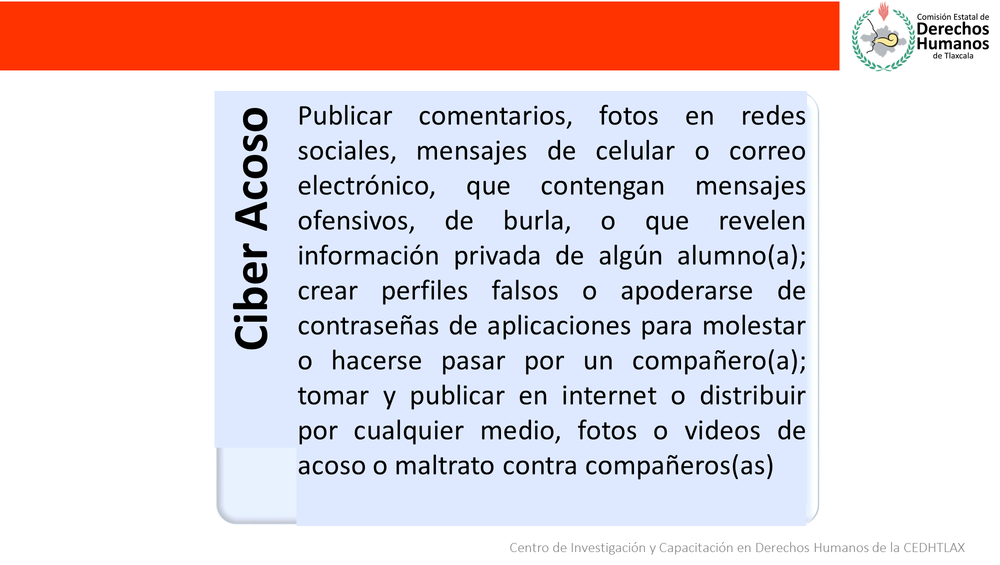 Comisión Estatal de
Derechos
Humanos
de Tlaxcala
Ciber Acoso
Publicar comentarios, fotos en redes
sociales, mensajes de celular o correo
electrónico, que contengan mensajes
ofensivos, de burla, o que revelen
información privada de algún alumno(a);
crear perfiles falsos o apoderarse de
contraseñas de aplicaciones para molestar
o hacerse pasar por un compañero(a);
tomar y publicar en internet o distribuir
por cualquier medio, fotos o videos de
acoso o maltrato contra compañeros(as)
Centro de Investigación y Capacitación en Derechos Humanos de la CEDHTLAX